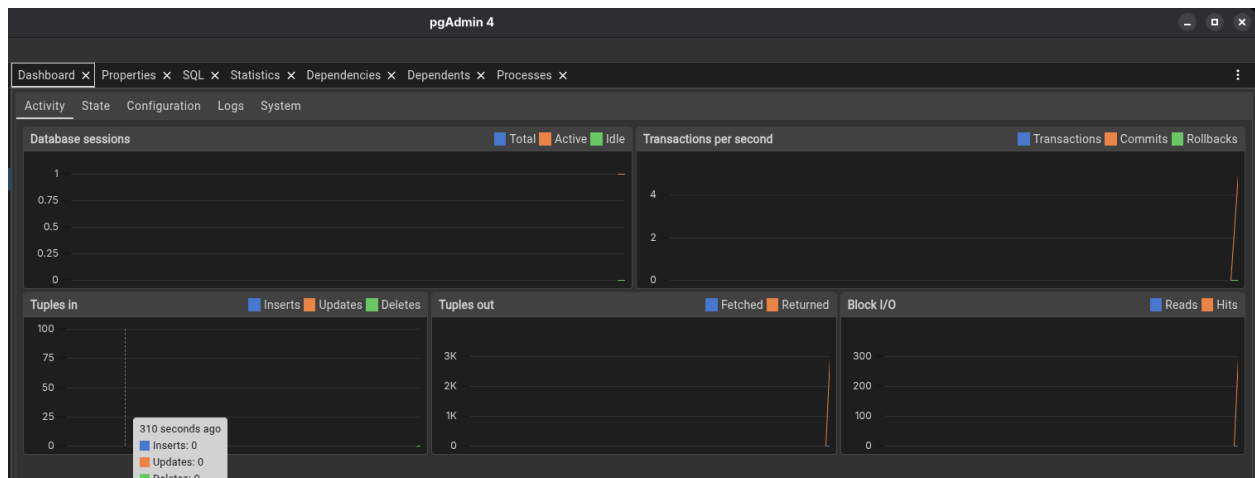 pgAdmin 4
Dashboard Properties SQL Statistics Dependencies Dependents Processes
Activity State Configuration Logs System
Database sessions Total Active Idle
1
0.75
0.5
0.25
0
Transactions per second Transactions Commits Rollbacks
4
2
0
Tuples in Inserts Updates Deletes
100
75
50
25
0
310 seconds ago
Inserts: 0
Updates: 0
Deletes: 0
Tuples out Fetched Returned
3K
2K
1K
0
Block I/O Reads Hits
300
200
100
0